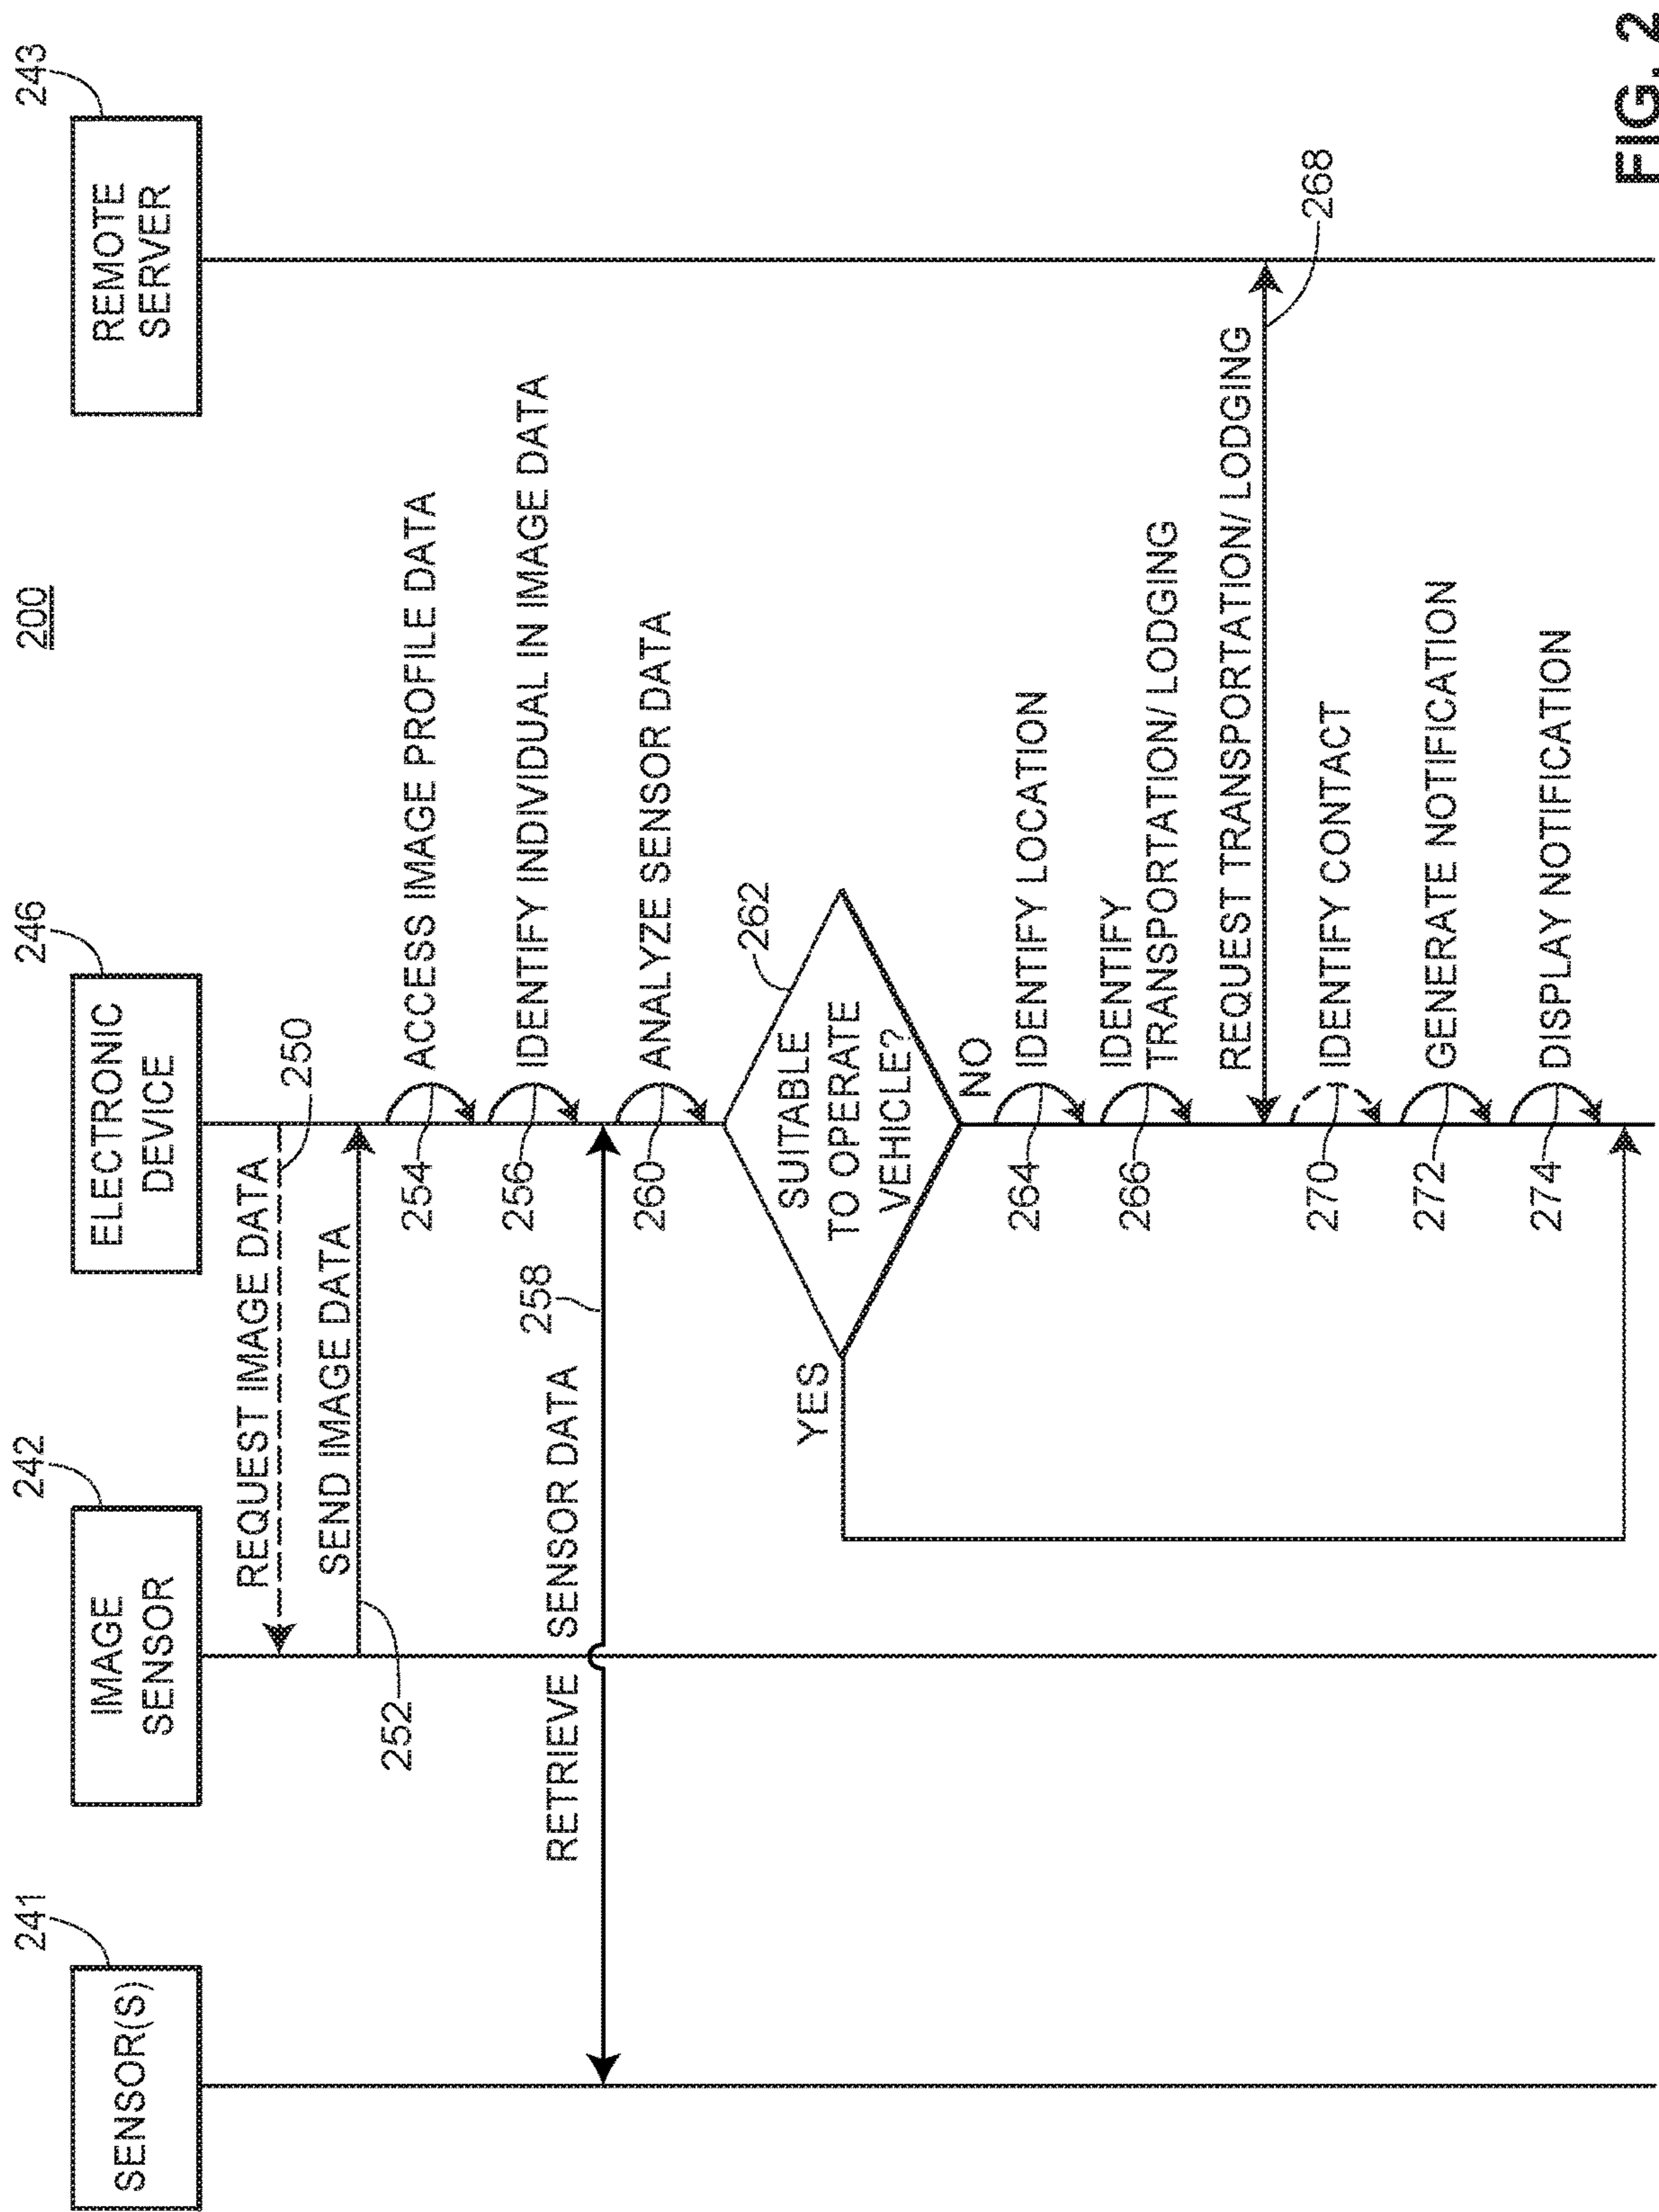 200
241
242
246
243
SENSOR(S)
IMAGE
SENSOR
ELECTRONIC
DEVICE
REMOTE
SERVER
REQUEST IMAGE DATA
250
SEND IMAGE DATA
252
254
ACCESS IMAGE PROFILE DATA
256
IDENTIFY INDIVIDUAL IN IMAGE DATA
RETRIEVE SENSOR DATA
258
260
ANALYZE SENSOR DATA
262
SUITABLE
TO OPERATE
VEHICLE?
YES
NO
264
IDENTIFY LOCATION
266
IDENTIFY
TRANSPORTATION/ LODGING
REQUEST TRANSPORTATION/ LODGING
268
270
IDENTIFY CONTACT
272
GENERATE NOTIFICATION
274
DISPLAY NOTIFICATION
FIG. 2